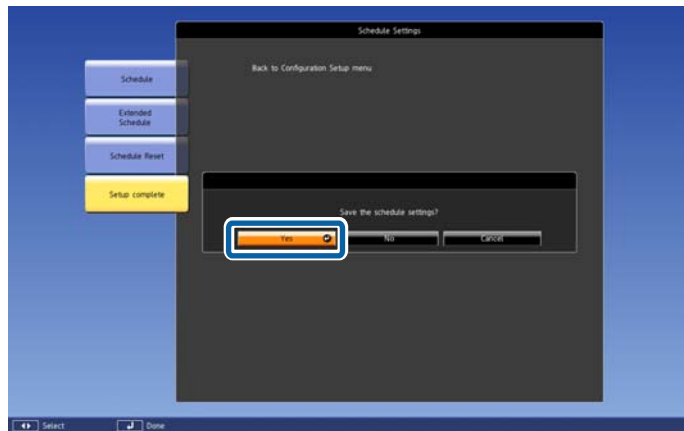 Schedule Settings
Schedule
Extended
Schedule
Schedule Reset
Setup complete
Back to Configuration Setup menu
Save the schedule settings?
Yes No Cancel
Select Done